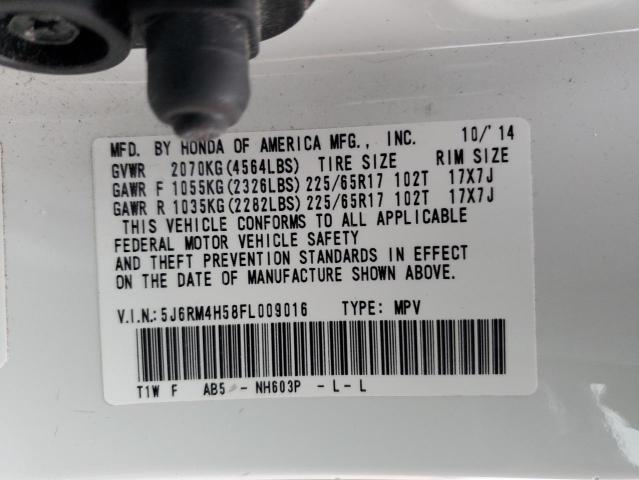 MFD. BY HONDA OF AMERICA MFG., INC. 10/'14
GVWR 2070KG(4564LBS) TIRE SIZE RIM SIZE
GAWR F 1055KG(2326LBS) 225/65R17 102T 17X7J
GAWR R 1035KG(2282LBS) 225/65R17 102T 17X7J
THIS VEHICLE CONFORMS TO ALL APPLICABLE
FEDERAL MOTOR VEHICLE SAFETY
AND THEFT PREVENTION STANDARDS IN EFFECT
ON THE DATE OF MANUFACTURE SHOWN ABOVE.
V.I.N.:5J6RM4H58FL009016 TYPE: MPV
T1W F AB5 - NH603P - L - L